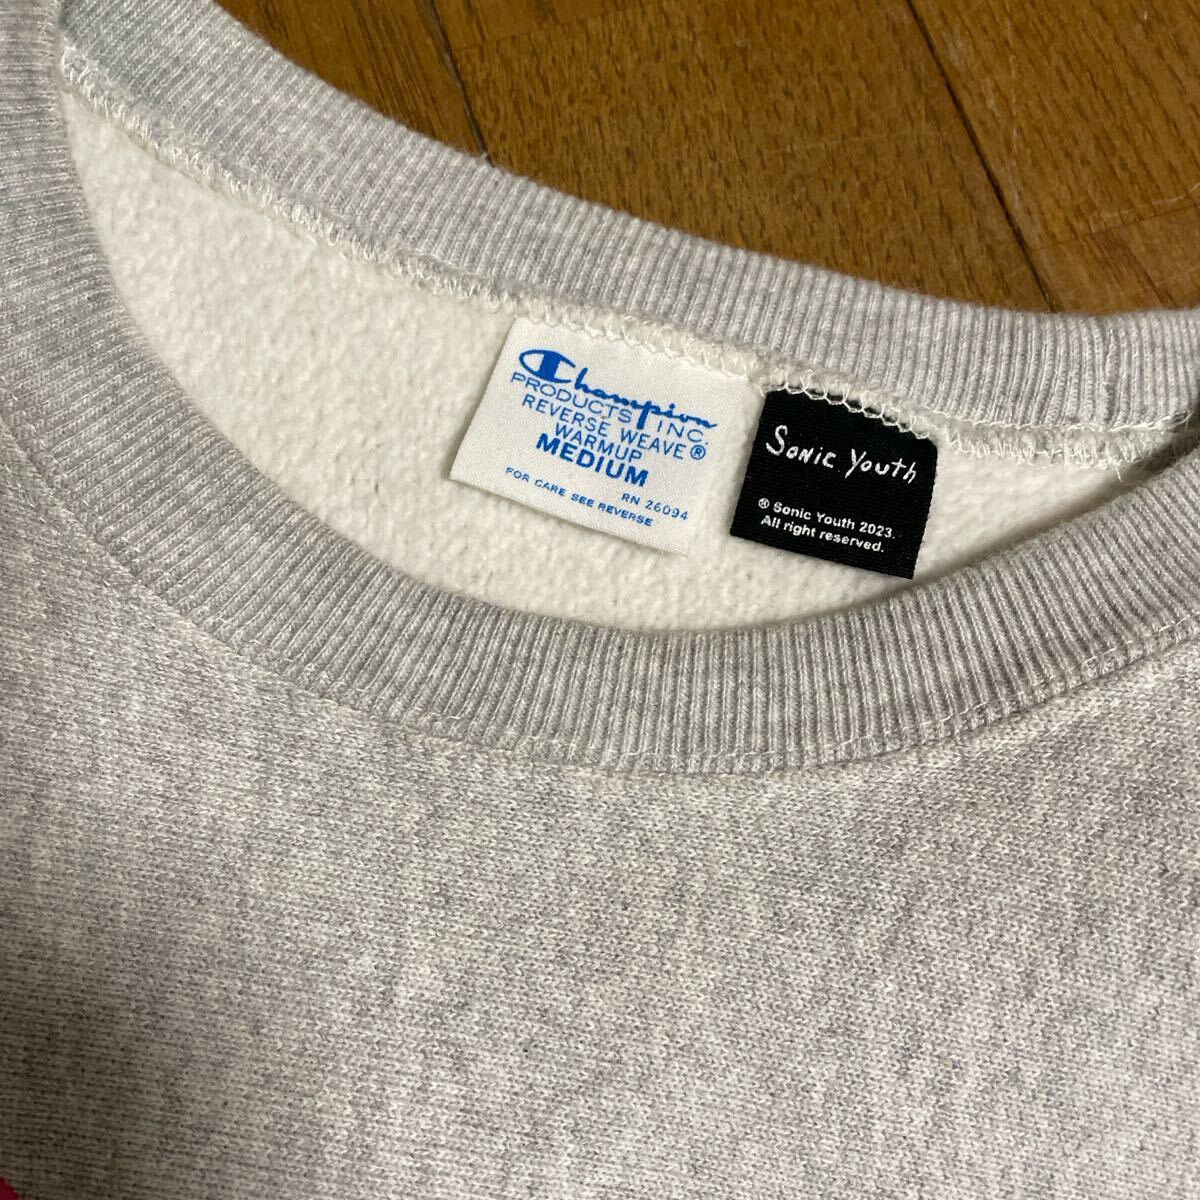 Champion
PRODUCTS INC.
REVERSE WEAVE®
WARMUP
MEDIUM
RN 26094
FOR CARE SEE REVERSE
SONIC YOUTH
® Sonic Youth 2023.
All right reserved.